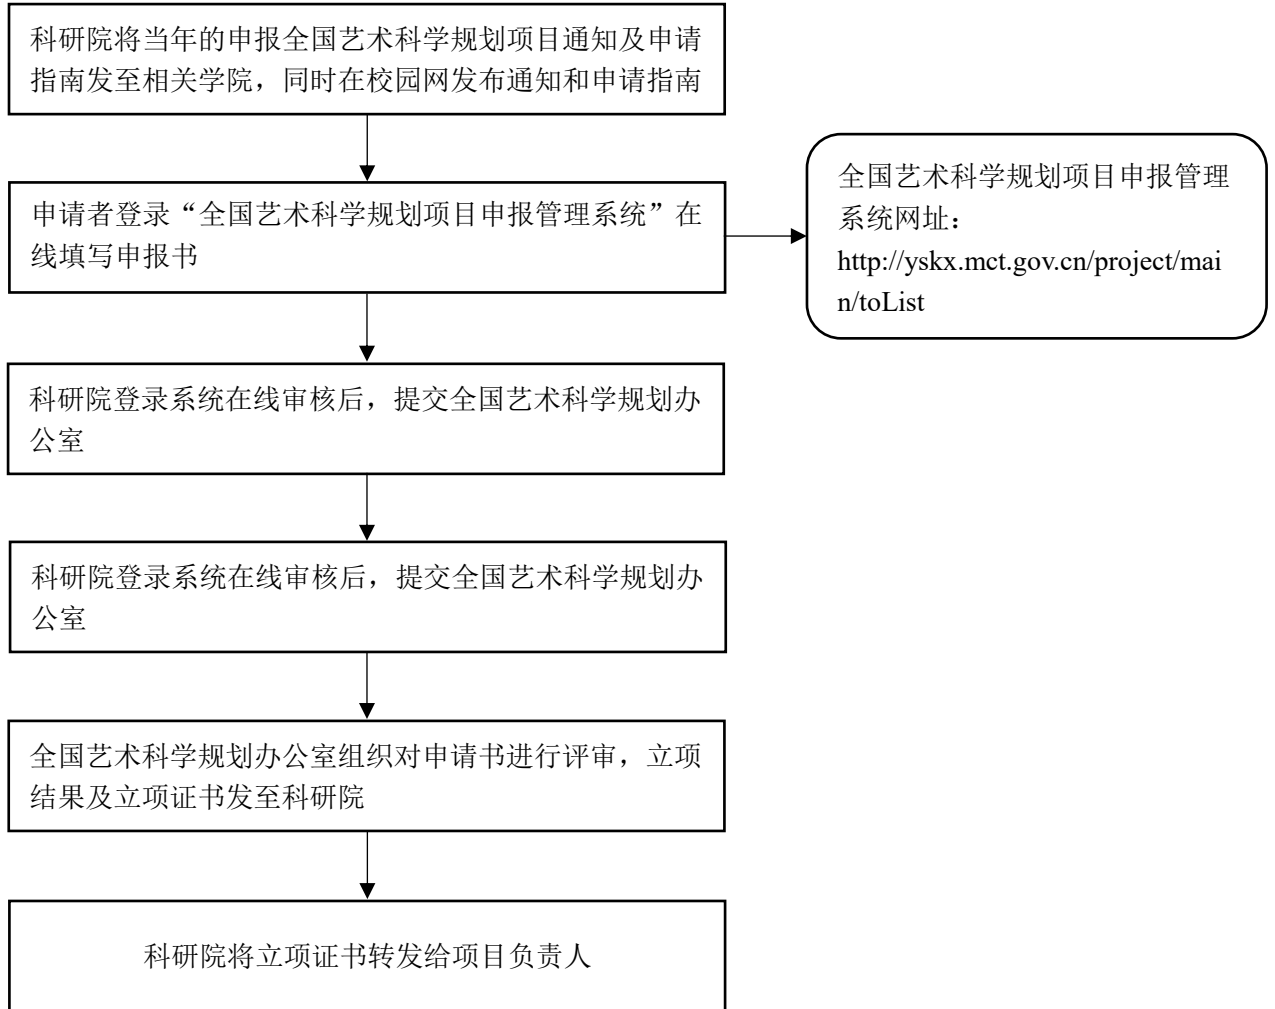 科研院将当年的申报全国艺术科学规划项目通知及申请
指南发至相关学院，同时在校园网发布通知和申请指南
申请者登录“全国艺术科学规划项目申报管理系统”在
线填写申报书
全国艺术科学规划项目申报管理
系统网址：
http://yskx.mct.gov.cn/project/mai
n/toList
科研院登录系统在线审核后，提交全国艺术科学规划办
公室
科研院登录系统在线审核后，提交全国艺术科学规划办
公室
全国艺术科学规划办公室组织对申请书进行评审，立项
结果及立项证书发至科研院
科研院将立项证书转发给项目负责人